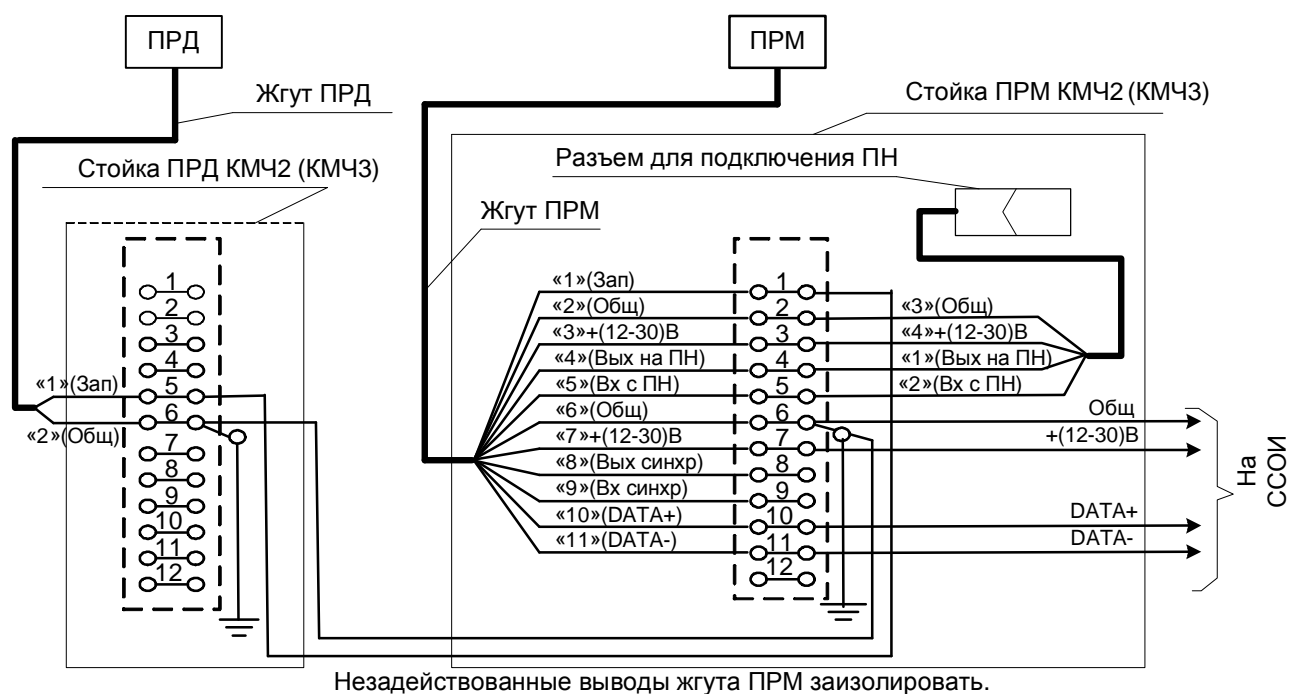 ПРД
ПРМ
Жгут ПРД
Стойка ПРМ КМЧ2 (КМЧ3)
Стойка ПРД КМЧ2 (КМЧ3)
Разъем для подключения ПН
Жгут ПРМ
1
2
3
4
5
6
7
8
9
10
11
12
«1»(Зап)
«2»(Общ)
«1»(Зап)
«2»(Общ)
«3»+(12-30)В
«4»(Вых на ПН)
«5»(Вх с ПН)
«6»(Общ)
«7»+(12-30)В
«8»(Вых синхр)
«9»(Вх синхр)
«10»(DATA+)
«11»(DATA-)
1
2
3
4
5
6
7
8
9
10
11
12
«3»(Общ)
«4»+(12-30)В
«1»(Вых на ПН)
«2»(Вх с ПН)
Общ
+(12-30)В
DATA+
DATA-
На
ССОИ
Незадействованные выводы жгута ПРМ заизолировать.